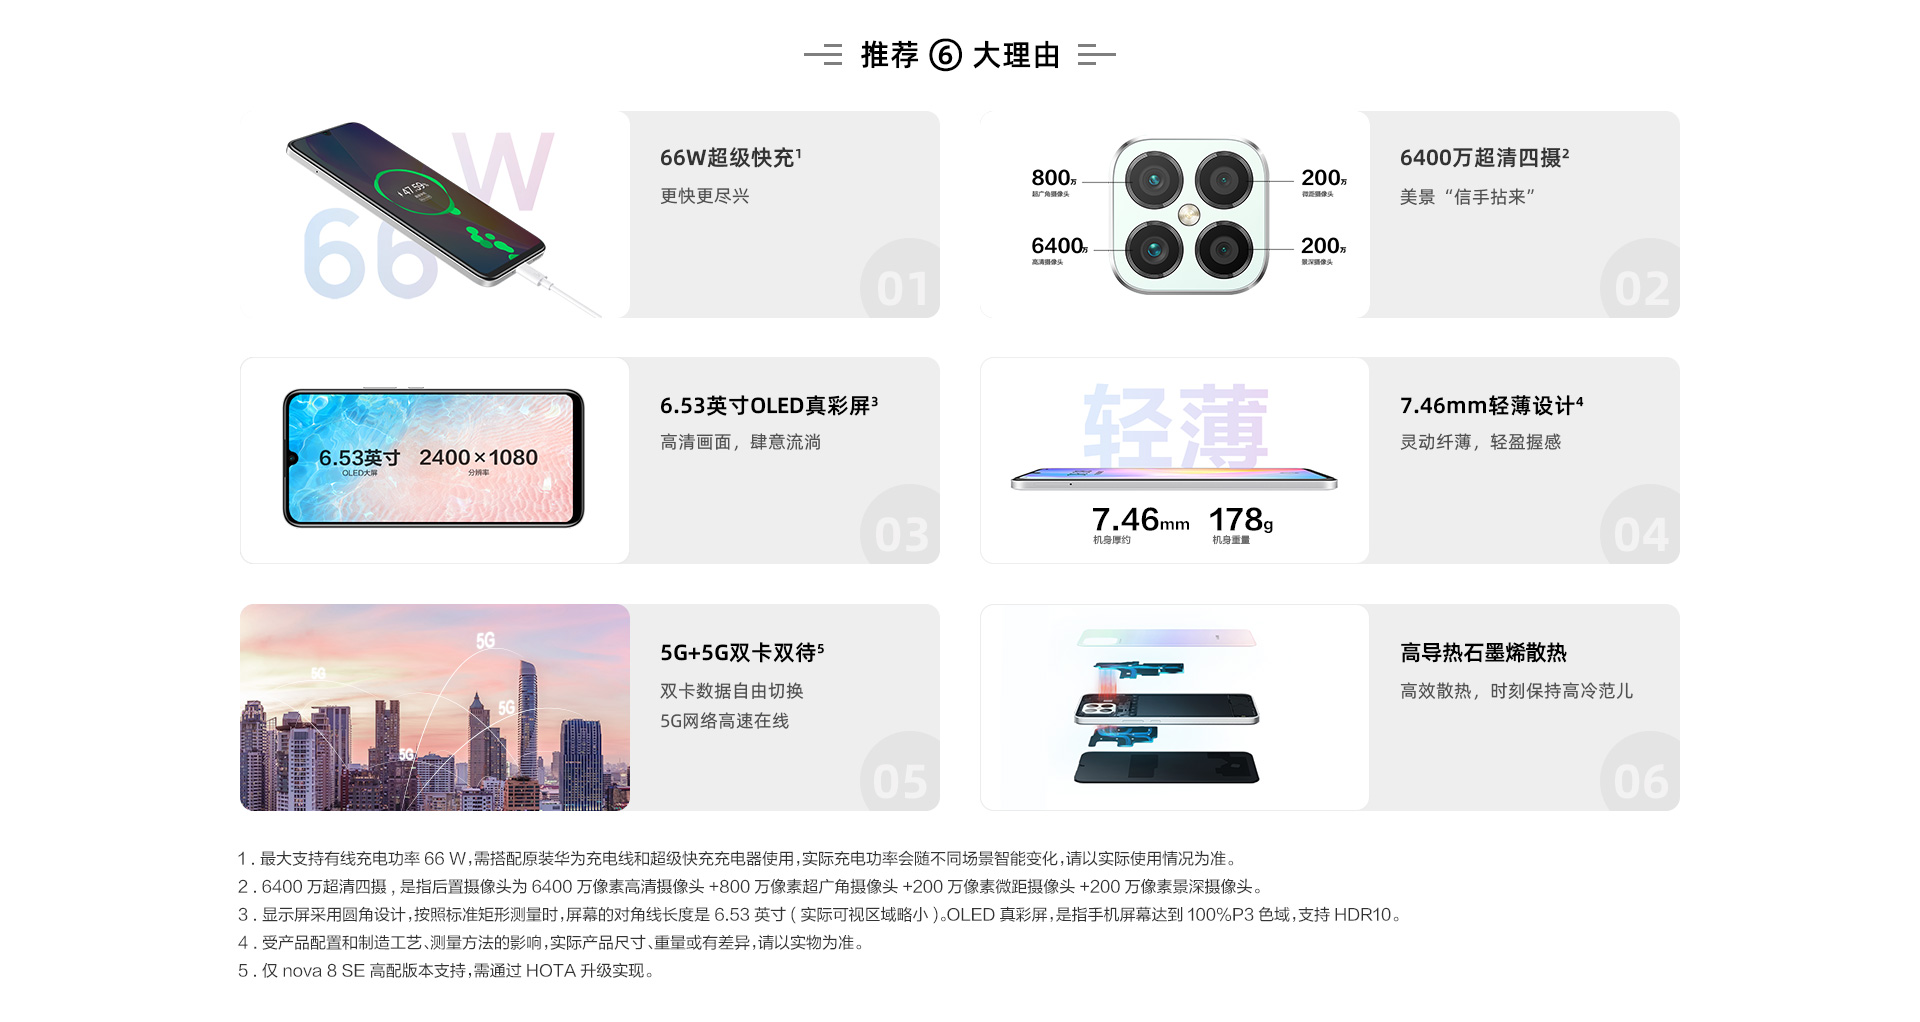 推荐 ⑥ 大理由
66W
47.59%
66W超级快充¹
更快更尽兴
01
800万
超广角摄像头
200万
微距摄像头
6400万
高清摄像头
200万
景深摄像头
6400万超清四摄²
美景“信手拈来”
02
6.53英寸
OLED大屏
2400×1080
分辨率
6.53英寸OLED真彩屏³
高清画面，肆意流淌
03
轻薄
7.46mm
机身厚约
178g
机身重量
7.46mm轻薄设计⁴
灵动纤薄，轻盈握感
04
5G
5G
5G
5G
5G+5G双卡双待⁵
双卡数据自由切换
5G网络高速在线
05
高导热石墨烯散热
高效散热，时刻保持高冷范儿
06
1 . 最大支持有线充电功率 66 W，需搭配原装华为充电线和超级快充充电器使用，实际充电功率会随不同场景智能变化，请以实际使用情况为准。
2 . 6400 万超清四摄 , 是指后置摄像头为 6400 万像素高清摄像头 +800 万像素超广角摄像头 +200 万像素微距摄像头 +200 万像素景深摄像头。
3 . 显示屏采用圆角设计，按照标准矩形测量时，屏幕的对角线长度是 6.53 英寸 ( 实际可视区域略小 )。OLED 真彩屏，是指手机屏幕达到 100%P3 色域，支持 HDR10。
4 . 受产品配置和制造工艺、测量方法的影响，实际产品尺寸、重量或有差异，请以实物为准。
5 . 仅 nova 8 SE 高配版本支持，需通过 HOTA 升级实现。